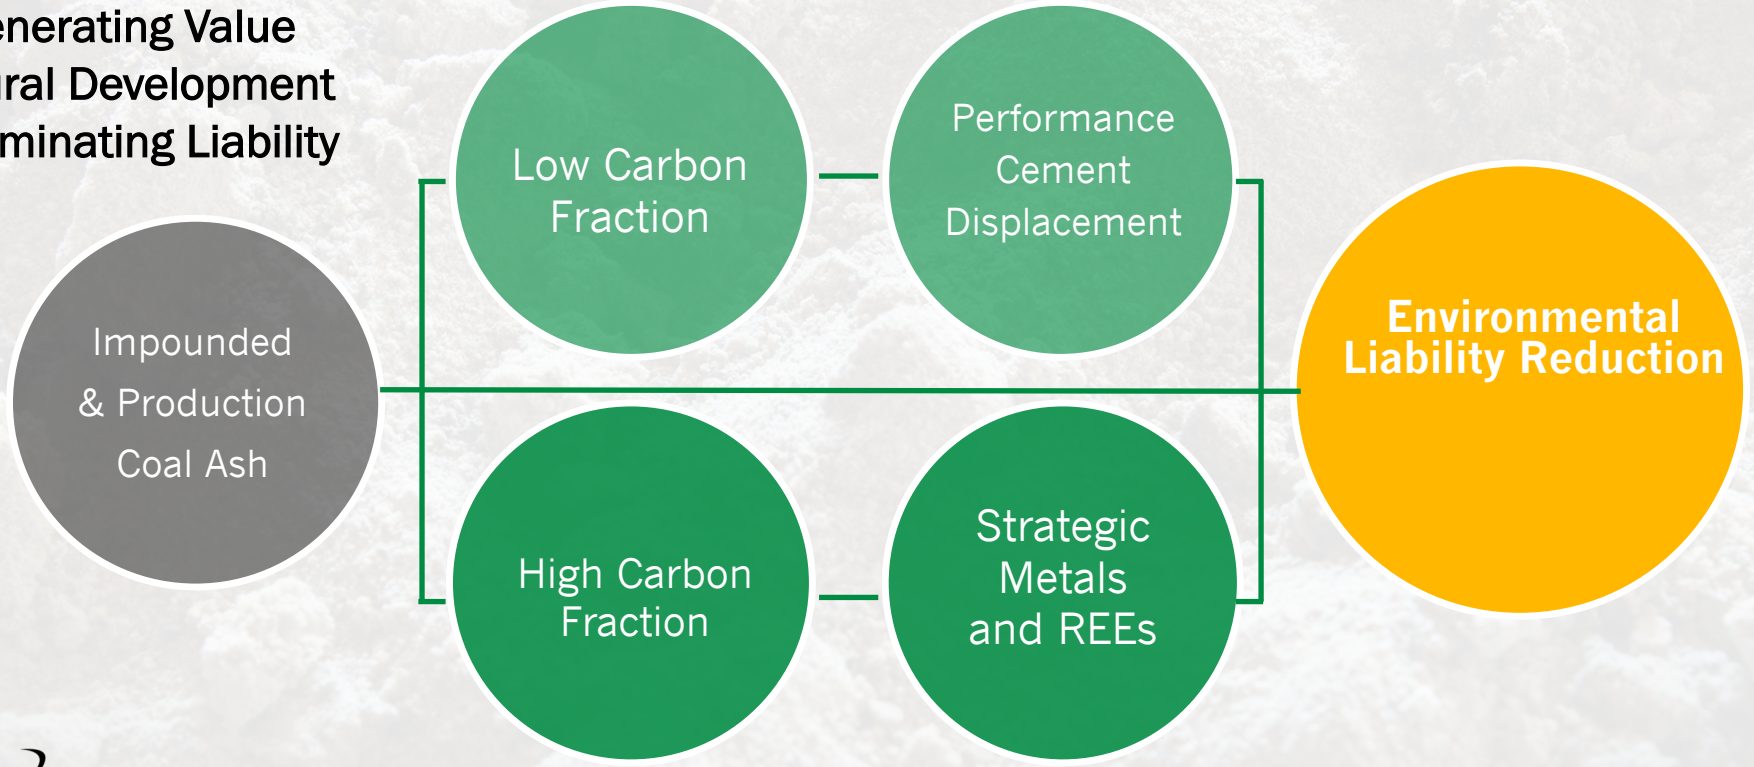 enerating Value
ural Development
minating Liability
Low Carbon
Fraction
Performance
Cement
Displacement
Impounded
& Production
Coal Ash
Environmental
Liability Reduction
High Carbon
Fraction
Strategic
Metals
and REEs